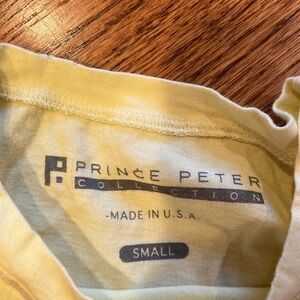 PRINCE PETER
COLLECTION
-MADE IN U.S.A.
SMALL